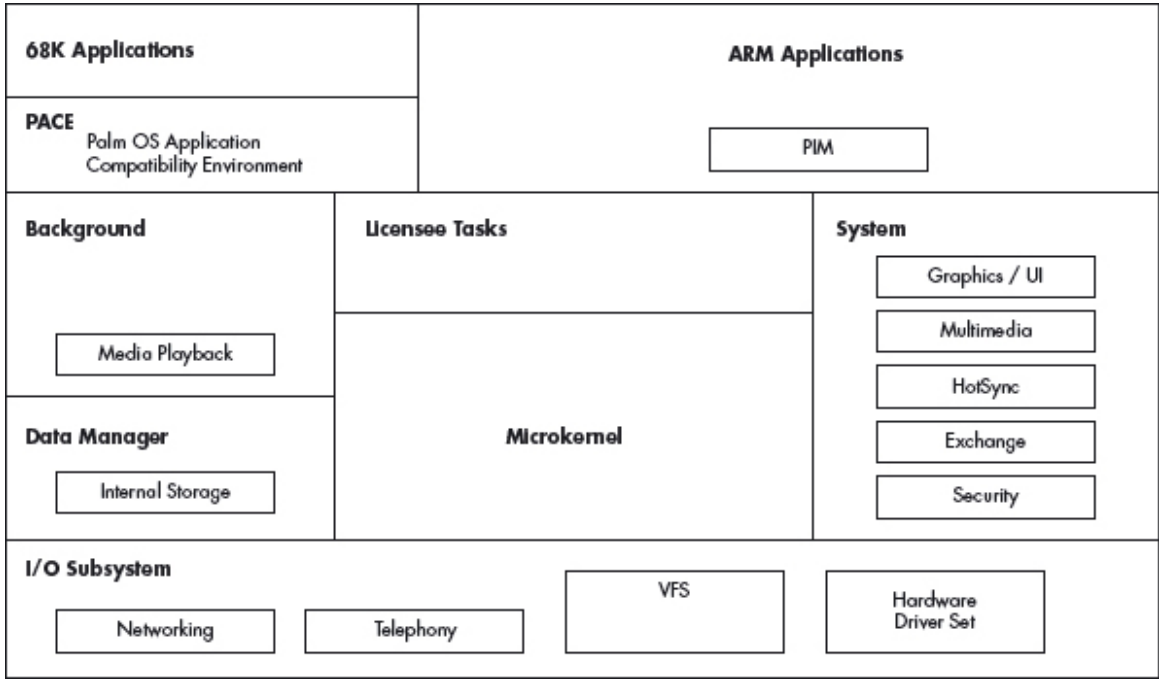 68K Applications
ARM Applications
PACE
Palm OS Application
Compatibility Environment
PIM
Background
Media Playback
Licensee Tasks
System
Graphics / UI
Multimedia
HotSync
Exchange
Security
Data Manager
Internal Storage
Microkernel
I/O Subsystem
Networking
Telephony
VFS
Hardware
Driver Set